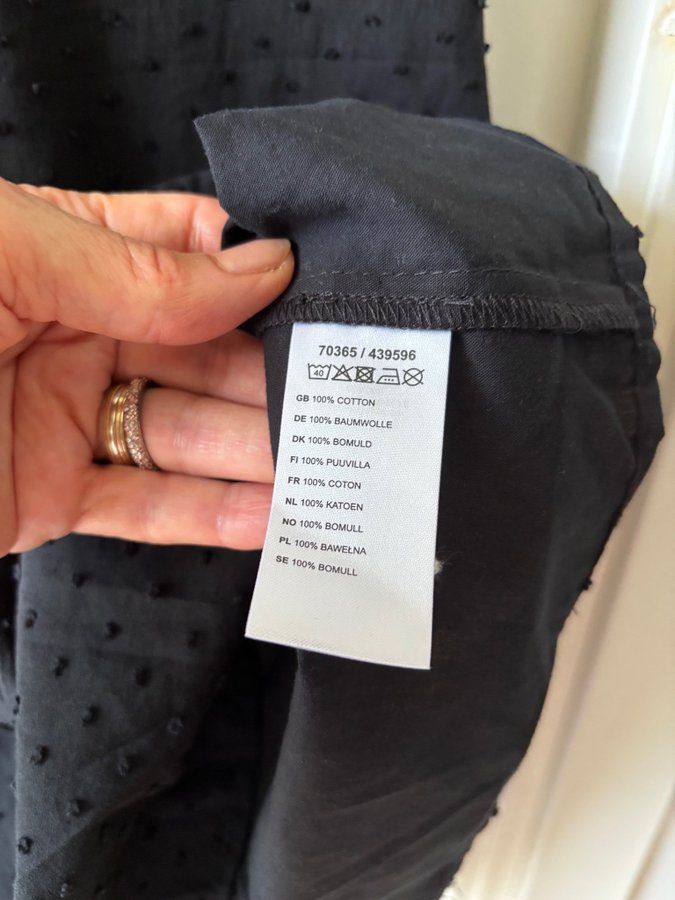 70365 / 439596
40
GB 100% COTTON
DE 100% BAUMWOLLE
DK 100% BOMULD
FI 100% PUUVILLA
FR 100% COTON
NL 100% KATOEN
NO 100% BOMULL
PL 100% BAWEŁNA
SE 100% BOMULL